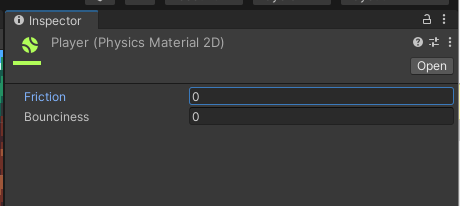 Inspector
Player (Physics Material 2D)
Open
Friction 0
Bounciness 0